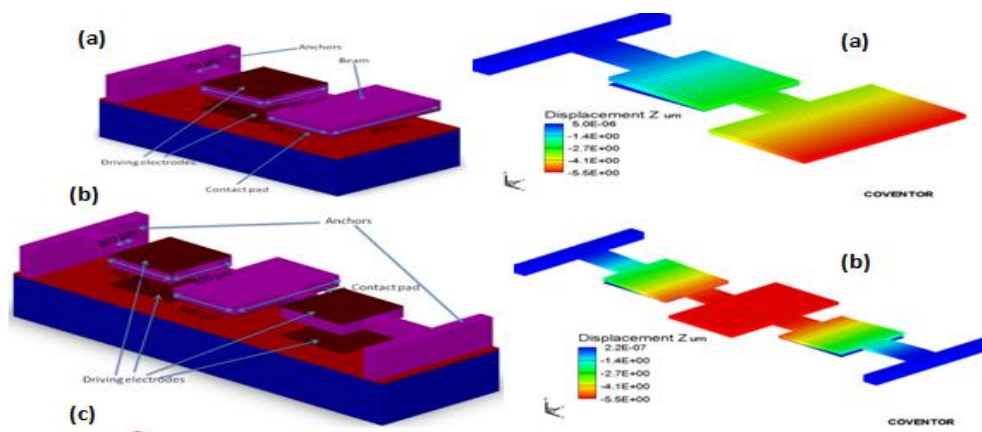 (a)
Anchors
Beam
Driving electrodes
Contact pad
(b)
Anchors
Contact pad
Driving electrodes
(c)
(a)
Displacement Z um
5.0E-06
-1.4E+00
-2.7E+00
-4.1E+00
-5.5E+00
COVENTOR
(b)
Displacement Z um
2.2E-07
-1.4E+00
-2.7E+00
-4.1E+00
-5.5E+00
COVENTOR